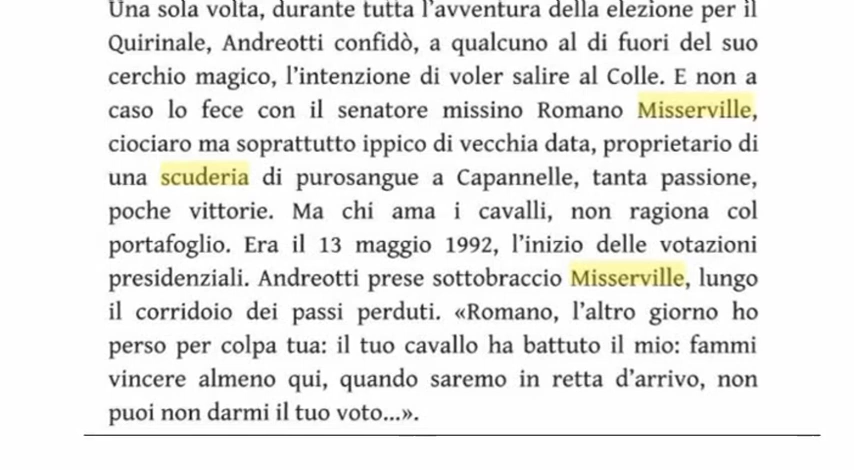 Una sola volta, durante tutta l’avventura della elezione per il
Quirinale, Andreotti confidò, a qualcuno al di fuori del suo
cerchio magico, l’intenzione di voler salire al Colle. E non a
caso lo fece con il senatore missino Romano Misserville,
ciociaro ma soprattutto ippico di vecchia data, proprietario di
una scuderia di purosangue a Capannelle, tanta passione,
poche vittorie. Ma chi ama i cavalli, non ragiona col
portafoglio. Era il 13 maggio 1992, l’inizio delle votazioni
presidenziali. Andreotti prese sottobraccio Misserville, lungo
il corridoio dei passi perduti. «Romano, l’altro giorno ho
perso per colpa tua: il tuo cavallo ha battuto il mio: fammi
vincere almeno qui, quando saremo in retta d’arrivo, non
puoi non darmi il tuo voto...».